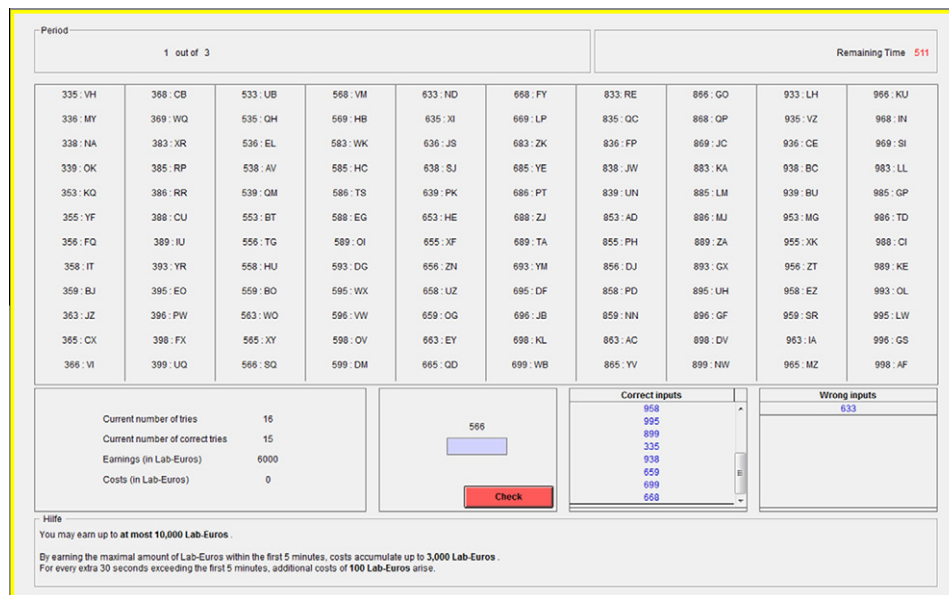 Period
1 out of 3
Remaining Time 511
335 : VH 368 : CB 533 : UB 568 : VM 633 : ND 668 : FY 833: RE 866 : GO 933 : LH 966 : KU
336 : MY 369 : WQ 535 : QH 569 : HB 635 : XI 669 : LP 835 : QC 868 : QP 935 : VZ 968 : IN
338 : NA 383 : XR 536 : EL 583 : WK 636 : JS 683 : ZK 836 : FP 869 : JC 936 : CE 969 : SI
339 : OK 385 : RP 538 : AV 585 : HC 638 : SJ 685 : YE 838 : JW 883 : KA 938 : BC 983 : LL
353 : KQ 386 : RR 539 : QM 586 : TS 639 : PK 686 : PT 839 : UN 885 : LM 939 : BU 985 : GP
355 : YF 388 : CU 553 : BT 588 : EG 653 : HE 688 : ZJ 853 : AD 886 : MJ 953 : MG 986 : TD
356 : FQ 389 : IU 556 : TG 589 : OI 655 : XF 689 : TA 855 : PH 889 : ZA 955 : XK 988 : CI
358 : IT 393 : YR 558 : HU 593 : DG 656 : ZN 693 : YM 856 : DJ 893 : GX 956 : ZT 989 : KE
359 : BJ 395 : EO 559 : BO 595 : WX 658 : UZ 695 : DF 858 : PD 895 : UH 958 : EZ 993 : OL
363 : JZ 396 : PW 563 : WO 596 : VW 659 : OG 696 : JB 859 : NN 896 : GF 959 : SR 995 : LW
365 : CX 398 : FX 565 : XY 598 : OV 663 : EY 698 : KL 863 : AC 898 : DV 963 : IA 996 : GS
366 : VI 399 : UQ 566 : SQ 599 : DM 665 : QD 699 : WB 865 : YV 899 : NW 965 : MZ 998 : AF
Current number of tries 16
Current number of correct tries 15
Earnings (in Lab-Euros) 6000
Costs (in Lab-Euros) 0
566
Check
Correct inputs
958
995
899
335
938
659
699
668
Wrong inputs
633
Hilfe
You may earn up to at most 10,000 Lab-Euros .
By earning the maximal amount of Lab-Euros within the first 5 minutes, costs accumulate up to 3,000 Lab-Euros .
For every extra 30 seconds exceeding the first 5 minutes, additional costs of 100 Lab-Euros arise.